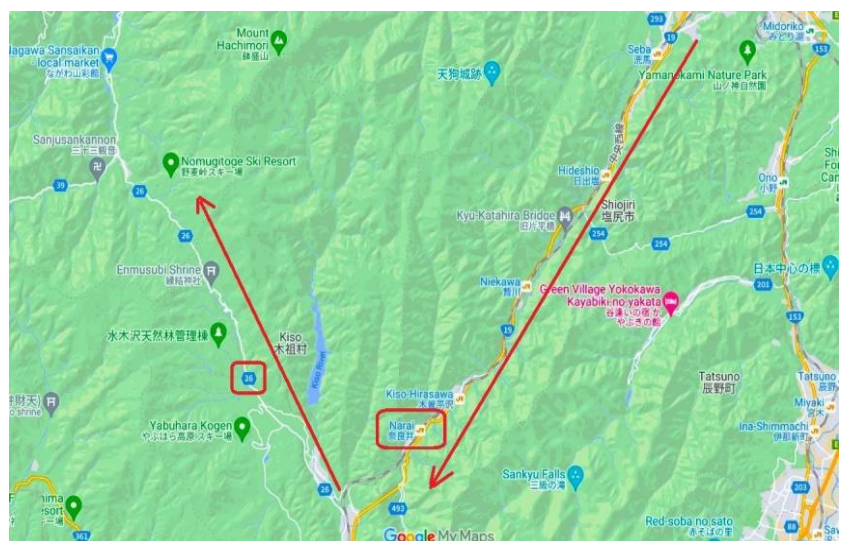 Mount
Hachimori
鉢盛山
293
19
Midoriko
みどり湖
153
Nagawa Sansaikan
- local market
ながわ山彩館
Seba
洗馬
天狗城跡
Yamanokami Nature Park
山ノ神自然園
中央西線
Sanjusankannon
三十三観音
Nomugitoge Ski Resort
野麦峠スキー場
Hideshio
日出塩
Ono
小野
39
26
Shiojiri
塩尻市
Kyu-Katahira Bridge
旧片平橋
254
254
254
26
Enmusubi Shrine
縁結神社
Niekawa
贄川
日本中心の標
Green Village Yokokawa
Kayabiki-no-yakata
やぶきの館
201
153
19
水木沢天然林管理棟
Kiso
木祖村
Kiso River
26
Kiso-Hirasawa
木曽平沢
Tatsuno
辰野町
Tatsuno
辰野
Miyaki
宮木
Narai
奈良井
Yabuhara Kogen
やぶはら高原スキー場
Ina-Shimmachi
伊那新町
Sankyu Falls
三級の滝
26
493
203
361
Google My Maps
Red-soba no sato
赤そばの里
88